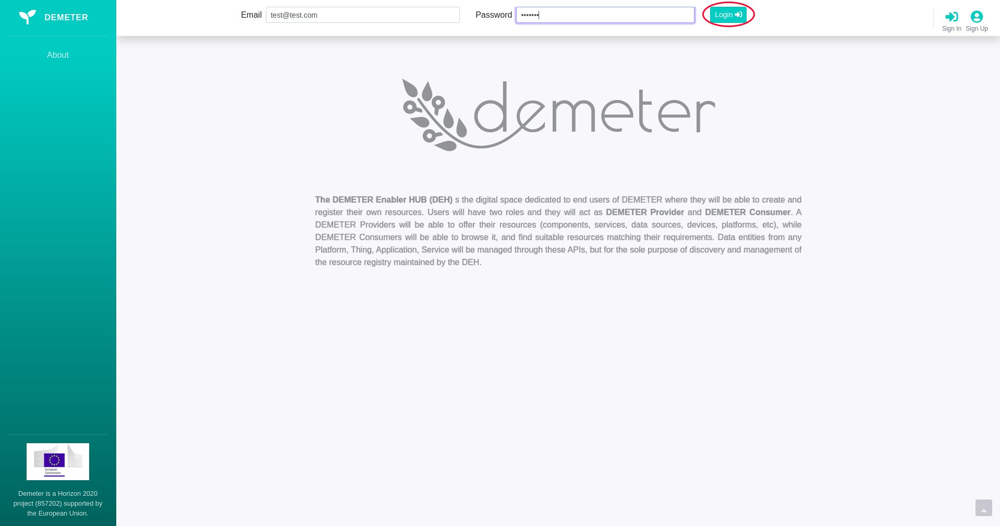 DEMETER
Email test@test.com Password ••••••• Login
Sign In Sign Up
About
demeter
The DEMETER Enabler HUB (DEH) s the digital space dedicated to end users of DEMETER where they will be able to create and
register their own resources. Users will have two roles and they will act as DEMETER Provider and DEMETER Consumer. A
DEMETER Providers will be able to offer their resources (components, services, data sources, devices, platforms, etc), while
DEMETER Consumers will be able to browse it, and find suitable resources matching their requirements. Data entities from any
Platform, Thing, Application, Service will be managed through these APIs, but for the sole purpose of discovery and management of
the resource registry maintained by the DEH.
European
Commission
Demeter is a Horizon 2020
project (857202) supported by
the European Union.